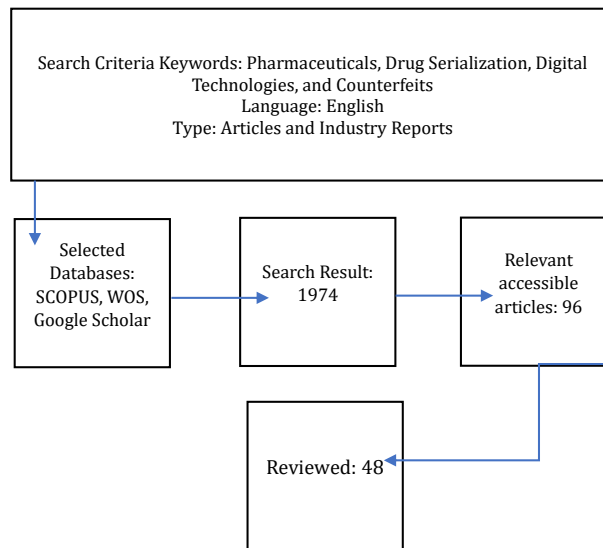 Search Criteria Keywords: Pharmaceuticals, Drug Serialization, Digital
Technologies, and Counterfeits
Language: English
Type: Articles and Industry Reports
Selected
Databases:
SCOPUS, WOS,
Google Scholar
Search Result:
1974
Relevant
accessible
articles: 96
Reviewed: 48